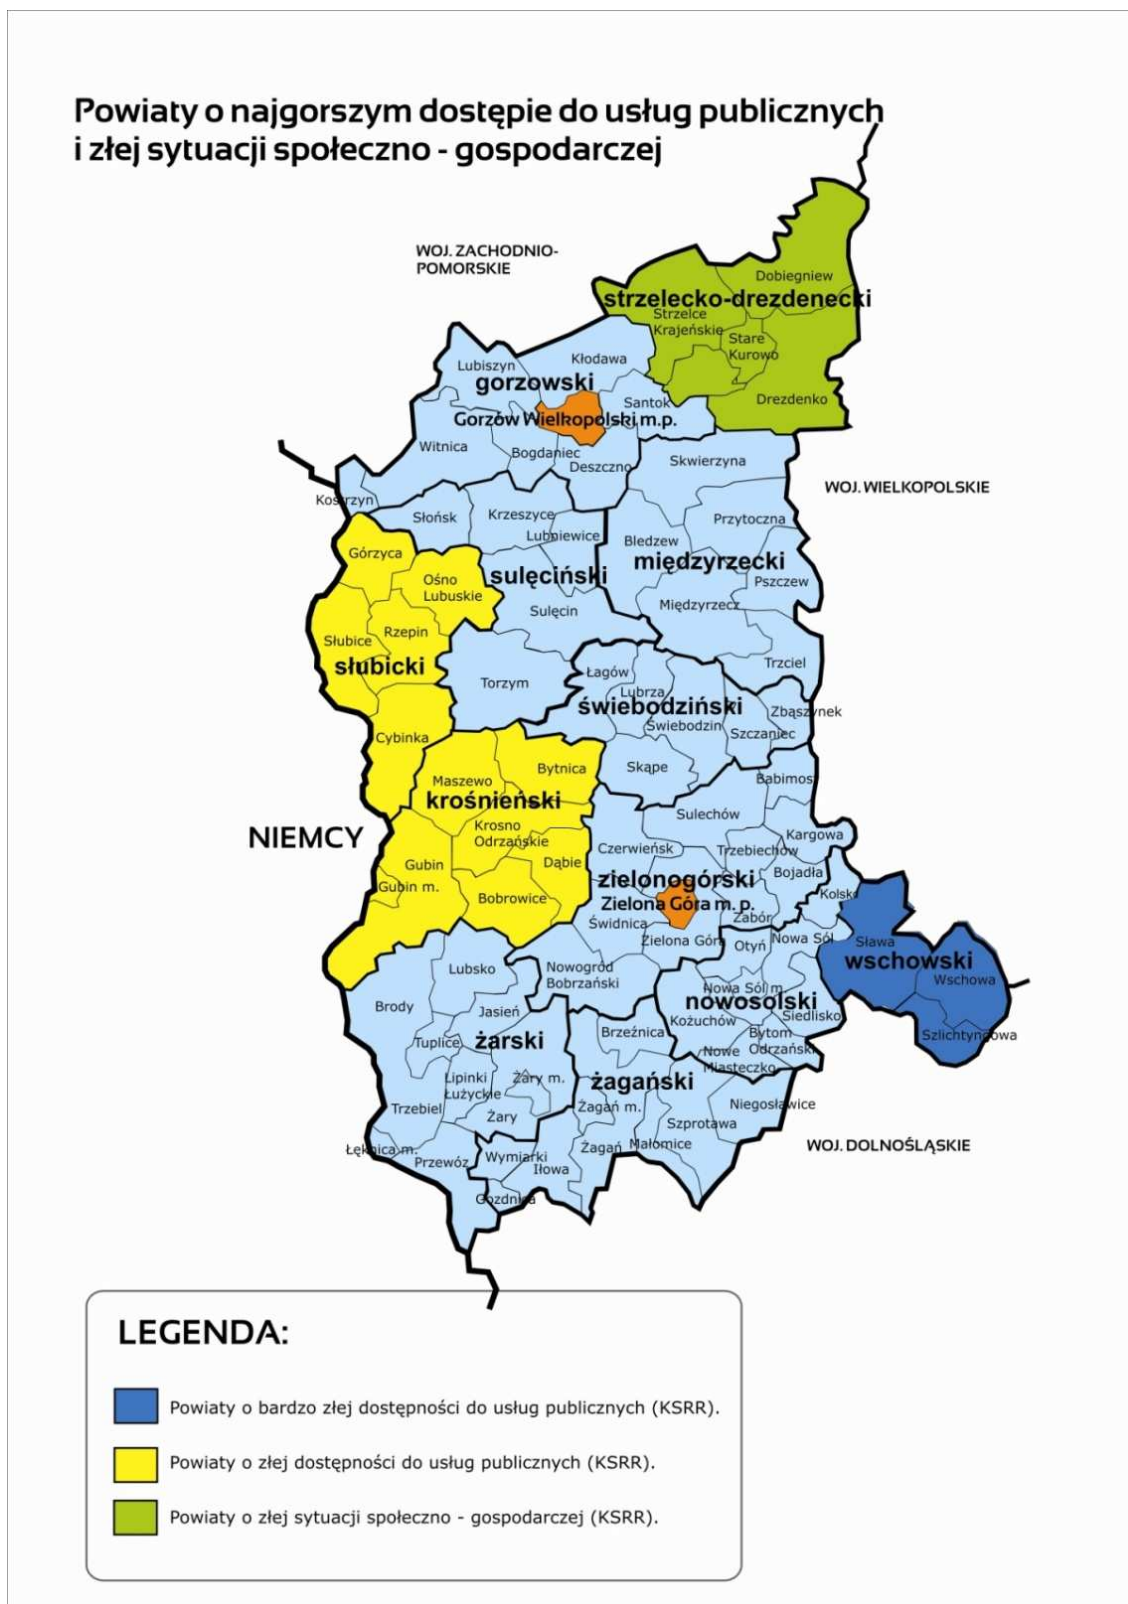 Powiaty o najgorszym dostępie do usług publicznych
i złej sytuacji społeczno - gospodarczej
WOJ. ZACHODNIO-
POMORSKIE
Dobiegniew
strzelecko-drezdenecki
Strzelce
Krajeńskie
Stare
Kurowo
Drezdenko
Lubiszyn
Kłodawa
gorzowski
Santok
Gorzów Wielkopolski m.p.
Witnica
Bogdaniec
Deszczno
Skwierzyna
WOJ. WIELKOPOLSKIE
Kostrzyn
Słońsk
Krzeszyce
Lubniewice
Przytoczna
Bledzew
międzyrzecki
Górzyca
Ośno
Lubuskie
sulęciński
Pszczew
Międzyrzecz
Sulęcin
Słubice
Rzepin
słubicki
Torzym
Trzciel
Łagów
Lubrza
świebodziński
Świebodzin
Zbąszynek
Szczaniec
Cybinka
Skąpe
Bytnica
Maszewo
Babimost
krośnieński
Sulechów
NIEMCY
Krosno
Odrzańskie
Kargowa
Czerwieńsk
Trzebiechów
Gubin
Dąbie
Bojadła
Gubin m.
zielonogórski
Bobrowice
Zielona Góra m. p.
Kolsko
Zabór
Świdnica
Zielona Góra
Otyń
Nowa Sól
Sława
wschowski
Wschowa
Lubsko
Nowogród
Bobrzański
Nowa Sól m.
nowosolski
Brody
Jasień
Siedlisko
Kożuchów
Szlichtyngowa
Tuplice
żarski
Brzeźnica
Bytom
Odrzański
Nowe
Miasteczko
Lipinki
Łużyckie
Żary m.
żagański
Trzebiel
Żary
Żagań m.
Niegosławice
Szprotawa
Łęknica m.
Przewóz
Wymiarki
Iłowa
Żagań
Małomice
WOJ. DOLNOŚLĄSKIE
Gozdnica
LEGENDA:
Powiaty o bardzo złej dostępności do usług publicznych (KSRR).
Powiaty o złej dostępności do usług publicznych (KSRR).
Powiaty o złej sytuacji społeczno - gospodarczej (KSRR).